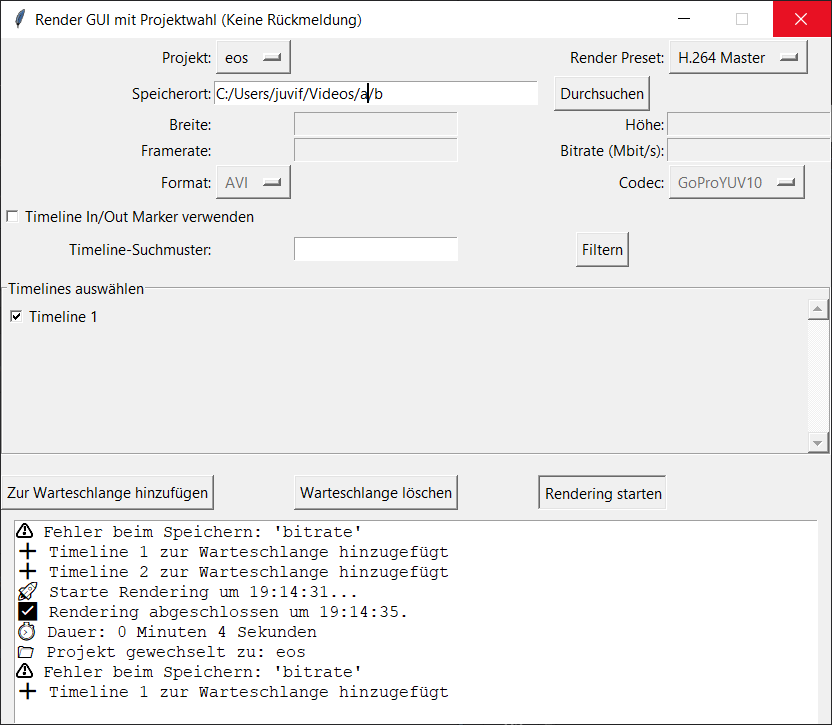 Render GUI mit Projektwahl (Keine Rückmeldung)
Projekt: eos Render Preset: H.264 Master
Speicherort: C:/Users/juvif/Videos/a/b Durchsuchen
Breite: Höhe:
Framerate: Bitrate (Mbit/s):
Format: AVI Codec: GoProYUV10
Timeline In/Out Marker verwenden
Timeline-Suchmuster: Filtern
Timelines auswählen
Timeline 1
Zur Warteschlange hinzufügen Warteschlange löschen Rendering starten
⚠ Fehler beim Speichern: 'bitrate'
➕ Timeline 1 zur Warteschlange hinzugefügt
➕ Timeline 2 zur Warteschlange hinzugefügt
🚀 Starte Rendering um 19:14:31...
✅ Rendering abgeschlossen um 19:14:35.
⏱ Dauer: 0 Minuten 4 Sekunden
📁 Projekt gewechselt zu: eos
⚠ Fehler beim Speichern: 'bitrate'
➕ Timeline 1 zur Warteschlange hinzugefügt